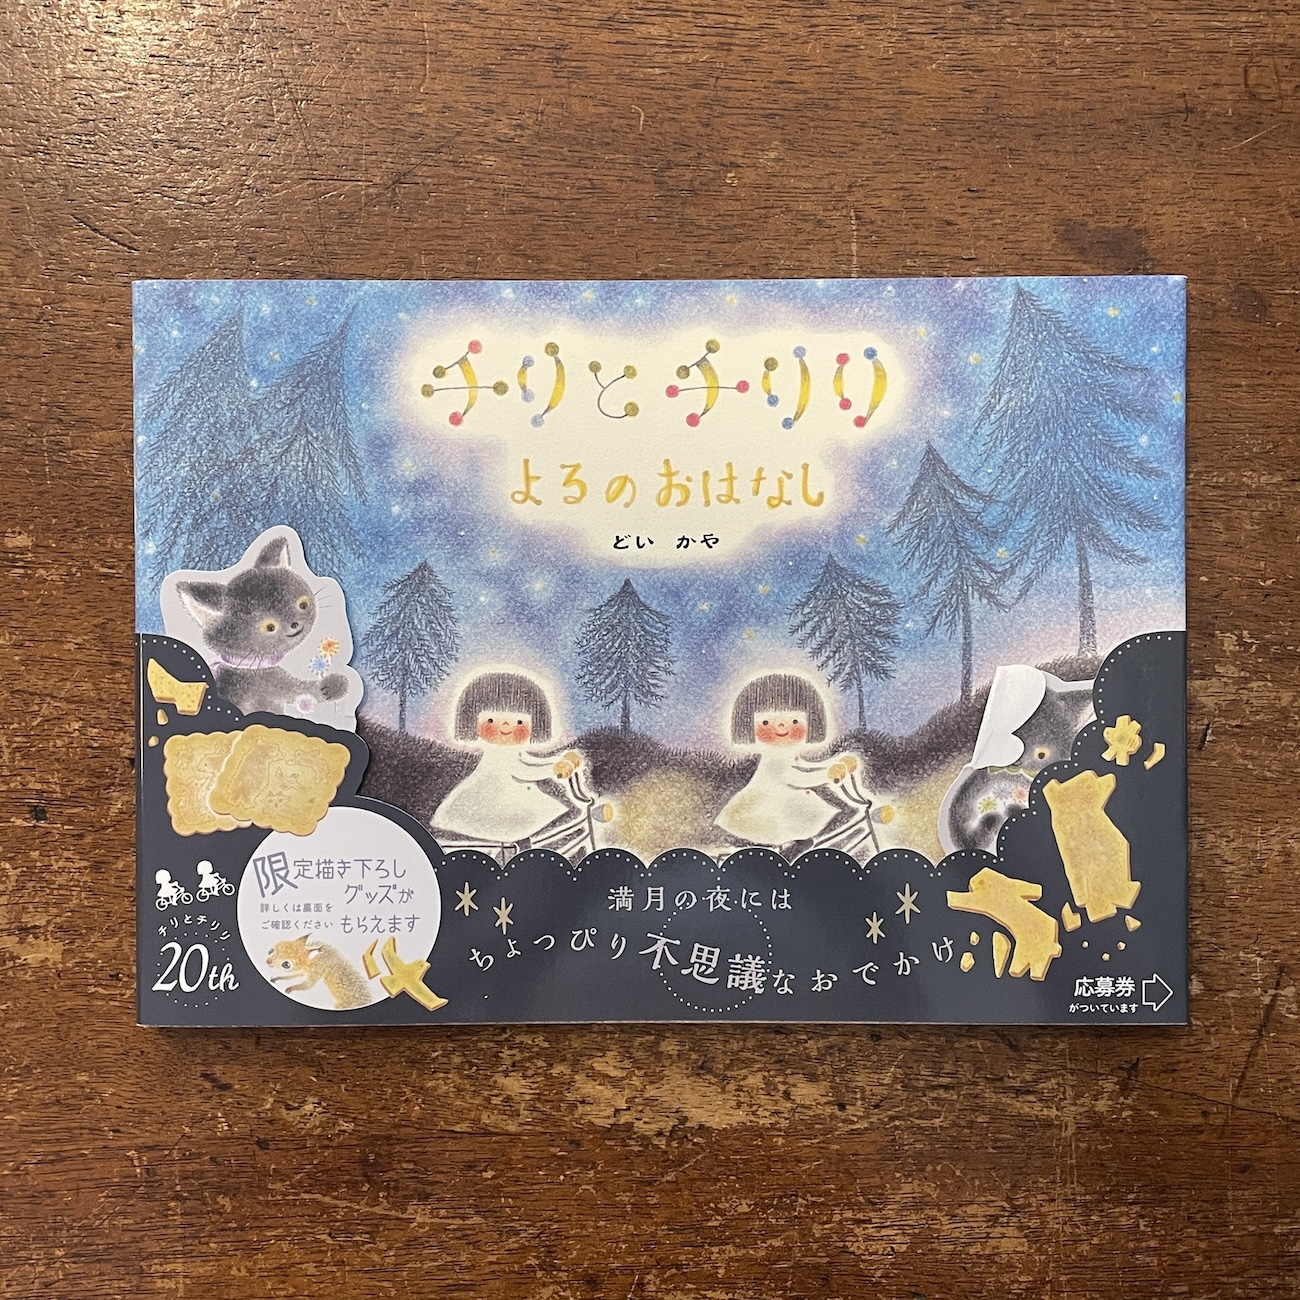 チリとチリリ
よるのおはなし
どい かや
限定描き下ろし
グッズが
もらえます
詳しくは裏面を
ご確認ください
チリとチリリ
20th
満月の夜には
ちょっぴり不思議なおでかけ
応募券
がついています